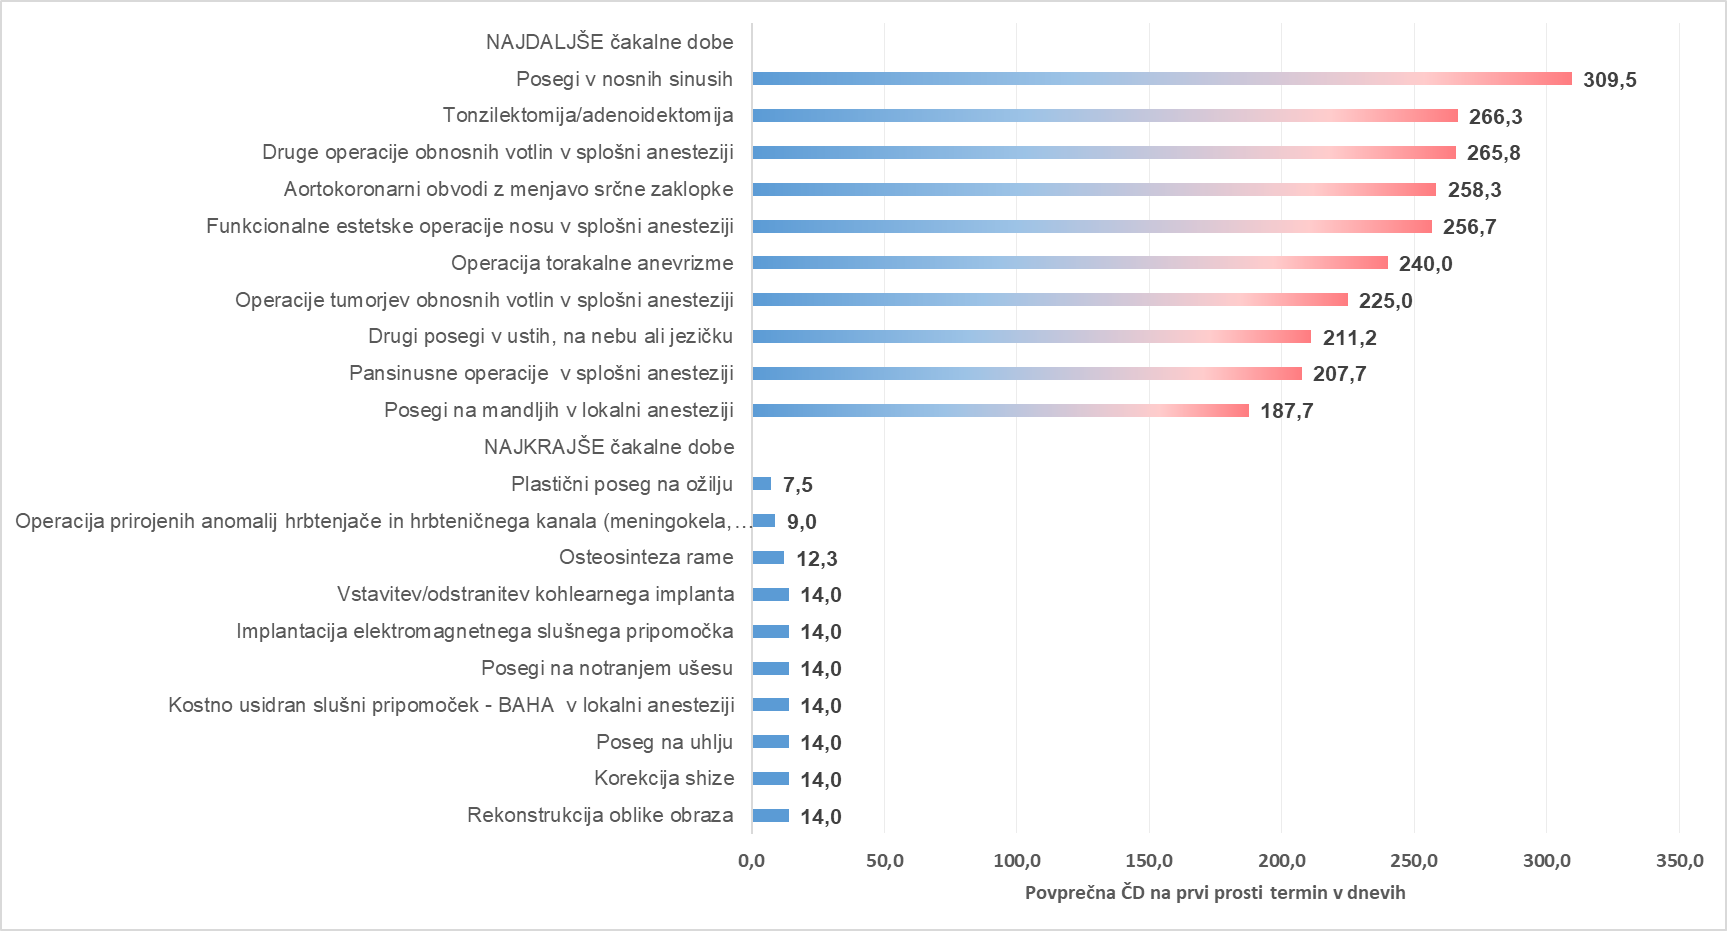 NAJDALJŠE čakalne dobe
Posegi v nosnih sinusih 309,5
Tonzilektomija/adenoidektomija 266,3
Druge operacije obnosnih votlin v splošni anesteziji 265,8
Aortokoronarni obvodi z menjavo srčne zaklopke 258,3
Funkcionalne estetske operacije nosu v splošni anesteziji 256,7
Operacija torakalne anevrizme 240,0
Operacije tumorjev obnosnih votlin v splošni anesteziji 225,0
Drugi posegi v ustih, na nebu ali jezičku 211,2
Pansinusne operacije  v splošni anesteziji 207,7
Posegi na mandljih v lokalni anesteziji 187,7
NAJKRAJŠE čakalne dobe
Plastični poseg na ožilju 7,5
Operacija prirojenih anomalij hrbtenjače in hrbteničnega kanala (meningokela,… 9,0
Osteosinteza rame 12,3
Vstavitev/odstranitev kohlearnega implanta 14,0
Implantacija elektromagnetnega slušnega pripomočka 14,0
Posegi na notranjem ušesu 14,0
Kostno usidran slušni pripomoček - BAHA  v lokalni anesteziji 14,0
Poseg na uhlju 14,0
Korekcija shize 14,0
Rekonstrukcija oblike obraza 14,0
0,0 50,0 100,0 150,0 200,0 250,0 300,0 350,0
Povprečna ČD na prvi prosti termin v dnevih